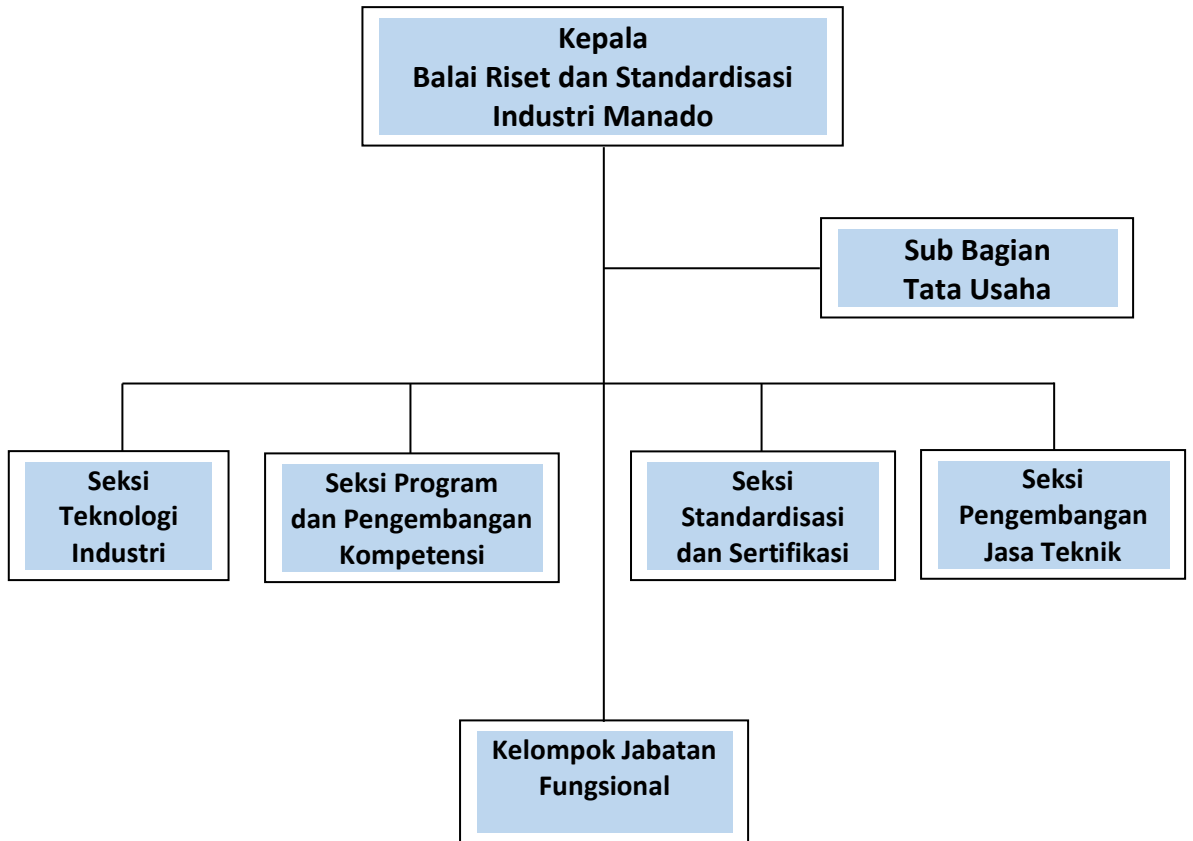 Kepala
Balai Riset dan Standardisasi
Industri Manado
Sub Bagian
Tata Usaha
Seksi
Teknologi
Industri
Seksi Program
dan Pengembangan
Kompetensi
Seksi
Standardisasi
dan Sertifikasi
Seksi
Pengembangan
Jasa Teknik
Kelompok Jabatan
Fungsional